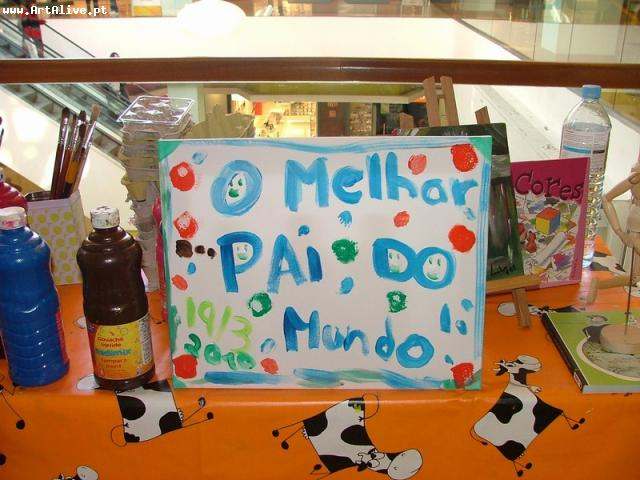 www.ArtAlive.pt
O Melhor
PAi DO
Mundo!
19/3
2010
Cores